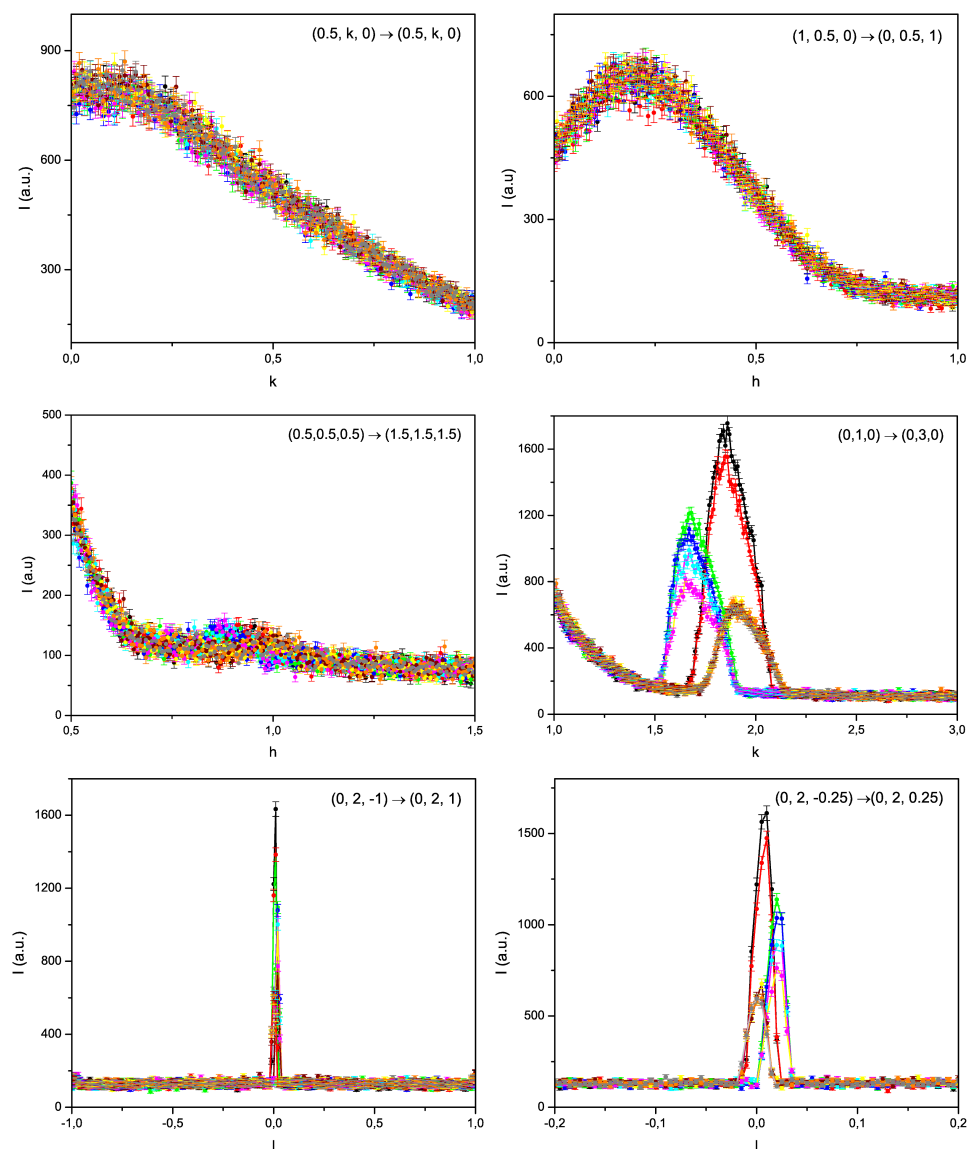 (0.5, k, 0) → (0.5, k, 0)
I (a.u.)
900
600
300
0,0
0,5
1,0
k
(1, 0.5, 0) → (0, 0.5, 1)
I (a.u)
600
300
0
0,0
0,5
1,0
h
(0.5,0.5,0.5) → (1.5,1.5,1.5)
I (a.u)
500
400
300
200
100
0
0,5
1,0
1,5
h
(0,1,0) → (0,3,0)
I (a.u)
1600
1200
800
400
0
1,0
1,5
2,0
2,5
3,0
k
(0, 2, -1) → (0, 2, 1)
I (a.u.)
1600
1200
800
400
0
-1,0
-0,5
0,0
0,5
1,0
l
(0, 2, -0.25) →(0, 2, 0.25)
I (a.u.)
1500
1000
500
0
-0,2
-0,1
0,0
0,1
0,2
l